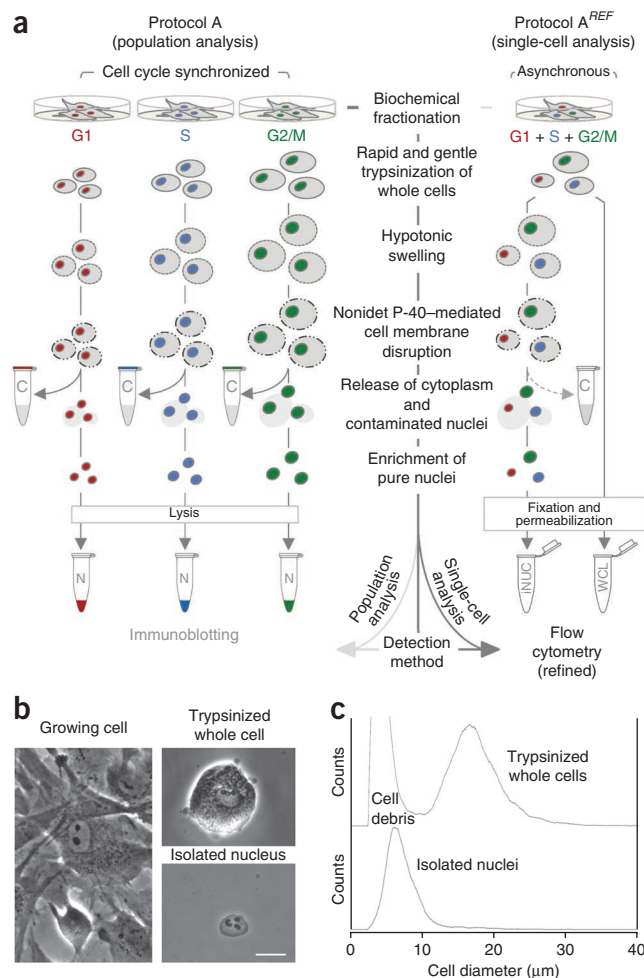 a
Protocol A
(population analysis)
Protocol A^REF
(single-cell analysis)
Cell cycle synchronized
Asynchronous
G1
S
G2/M
Biochemical
fractionation
G1 + S + G2/M
Rapid and gentle
trypsinization of
whole cells
Hypotonic
swelling
Nonidet P-40–mediated
cell membrane
disruption
C
C
C
C
Release of cytoplasm
and
contaminated nuclei
Enrichment of
pure nuclei
Lysis
Fixation and
permeabilization
N
N
N
iNUC
WCL
Population
analysis
Single-cell
analysis
Immunoblotting
Detection
method
Flow
cytometry
(refined)
b
Growing cell
Trypsinized
whole cell
Isolated nucleus
c
Counts
Trypsinized
whole cells
Cell
debris
Counts
Isolated nuclei
0
10
20
30
40
Cell diameter (μm)